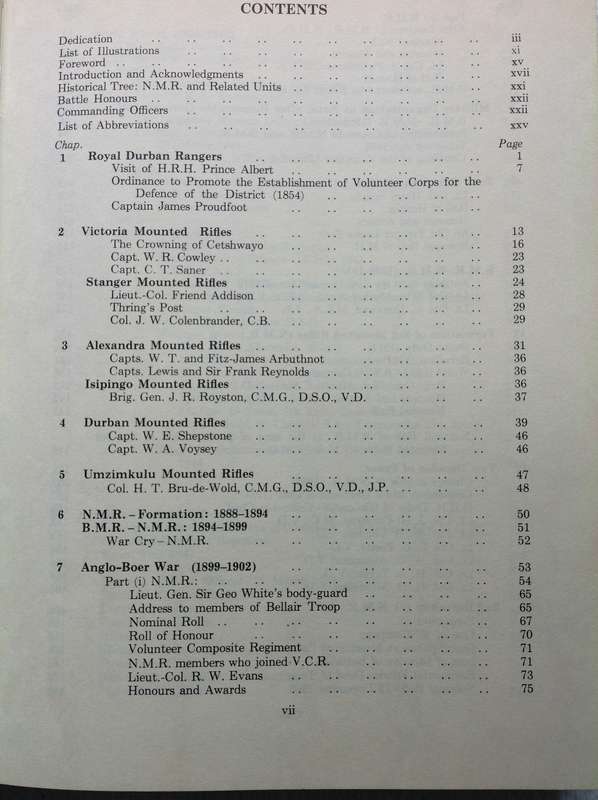 CONTENTS
Dedication .. .. .. .. .. .. .. .. iii
List of Illustrations .. .. .. .. .. .. .. xi
Foreword .. .. .. .. .. .. .. .. .. xv
Introduction and Acknowledgments .. .. .. .. .. .. xvii
Historical Tree: N.M.R. and Related Units .. .. .. .. .. xxi
Battle Honours .. .. .. .. .. .. .. .. xxii
Commanding Officers .. .. .. .. .. .. .. xxii
List of Abbreviations .. .. .. .. .. .. .. xxv
Chap. Page
1 Royal Durban Rangers .. .. .. .. .. .. 1
Visit of H.R.H. Prince Albert .. .. .. .. .. 7
Ordinance to Promote the Establishment of Volunteer Corps for the
Defence of the District (1854) .. .. .. ..
Captain James Proudfoot .. .. .. .. ..
2 Victoria Mounted Rifles .. .. .. .. .. .. 13
The Crowning of Cetshwayo .. .. .. .. .. .. 16
Capt. W. R. Cowley .. .. .. .. .. .. .. 23
Capt. C. T. Saner .. .. .. .. .. .. .. 23
Stanger Mounted Rifles .. .. .. .. .. .. 24
Lieut.-Col. Friend Addison .. .. .. .. .. 28
Thring's Post .. .. .. .. .. .. .. 29
Col. J. W. Colenbrander, C.B. .. .. .. .. .. 29
3 Alexandra Mounted Rifles .. .. .. .. .. .. 31
Capts. W. T. and Fitz-James Arbuthnot .. .. .. .. 36
Capts. Lewis and Sir Frank Reynolds .. .. .. .. .. 36
Isipingo Mounted Rifles .. .. .. .. .. .. 36
Brig. Gen. J. R. Royston, C.M.G., D.S.O., V.D. .. .. .. 37
4 Durban Mounted Rifles .. .. .. .. .. .. 39
Capt. W. E. Shepstone .. .. .. .. .. .. 46
Capt. W. A. Voysey .. .. .. .. .. .. 46
5 Umzimkulu Mounted Rifles .. .. .. .. .. 47
Col. H. T. Bru-de-Wold, C.M.G., D.S.O., V.D., J.P. .. .. .. 48
6 N.M.R. – Formation: 1888–1894 .. .. .. .. .. 50
B.M.R. – N.M.R.: 1894–1899 .. .. .. .. .. 51
War Cry – N.M.R. .. .. .. .. .. .. 52
7 Anglo-Boer War (1899–1902) .. .. .. .. .. 53
Part (i) N.M.R.: .. .. .. .. .. .. .. 54
Lieut. Gen. Sir Geo White's body-guard .. .. .. .. 65
Address to members of Bellair Troop .. .. .. .. 65
Nominal Roll .. .. .. .. .. .. .. 67
Roll of Honour .. .. .. .. .. .. 70
Volunteer Composite Regiment .. .. .. .. 71
N.M.R. members who joined V.C.R. .. .. .. .. 71
Lieut.-Col. R. W. Evans .. .. .. .. .. 73
Honours and Awards .. .. .. .. .. 75
vii